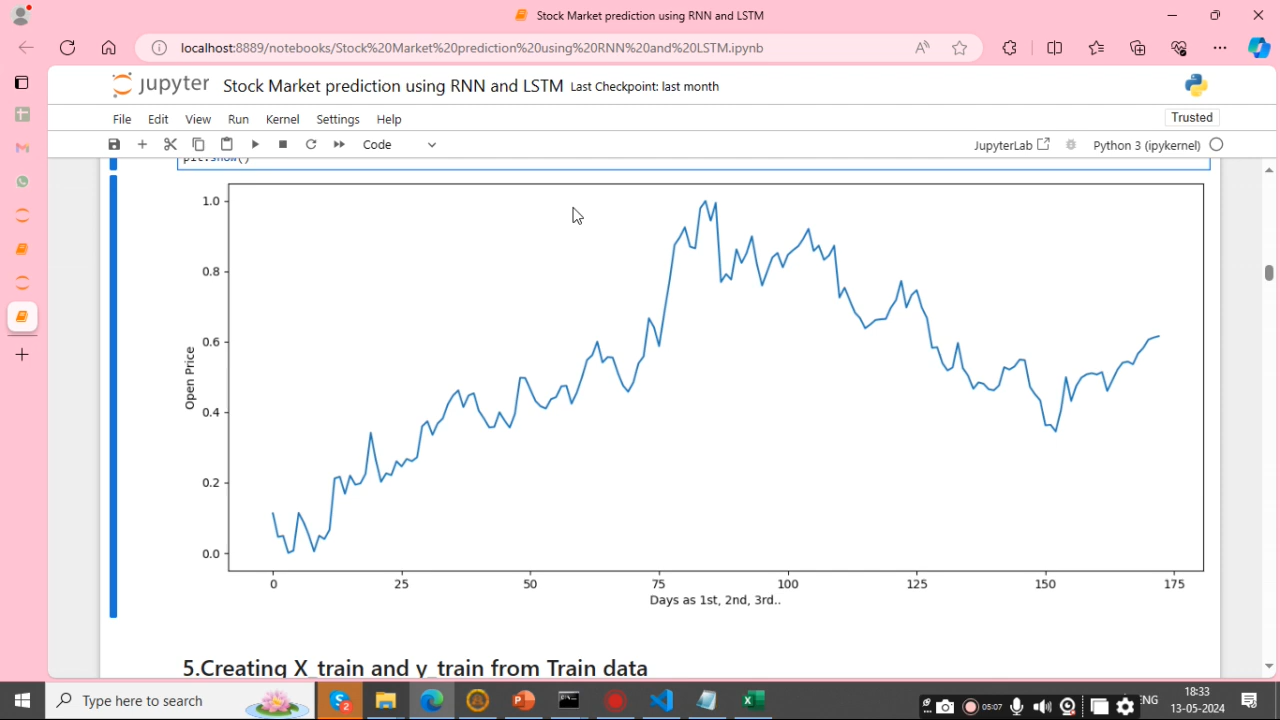 Stock Market prediction using RNN and LSTM
localhost:8889/notebooks/Stock%20Market%20prediction%20using%20RNN%20and%20LSTM.ipynb
jupyter Stock Market prediction using RNN and LSTM Last Checkpoint: last month
File Edit View Run Kernel Settings Help
Trusted
Code
JupyterLab
Python 3 (ipykernel)
plt.show()
1.0
0.8
0.6
0.4
0.2
0.0
Open Price
0 25 50 75 100 125 150 175
Days as 1st, 2nd, 3rd..
5.Creating X_train and y_train from Train data
Type here to search
05:07
ENG
18:33
13-05-2024